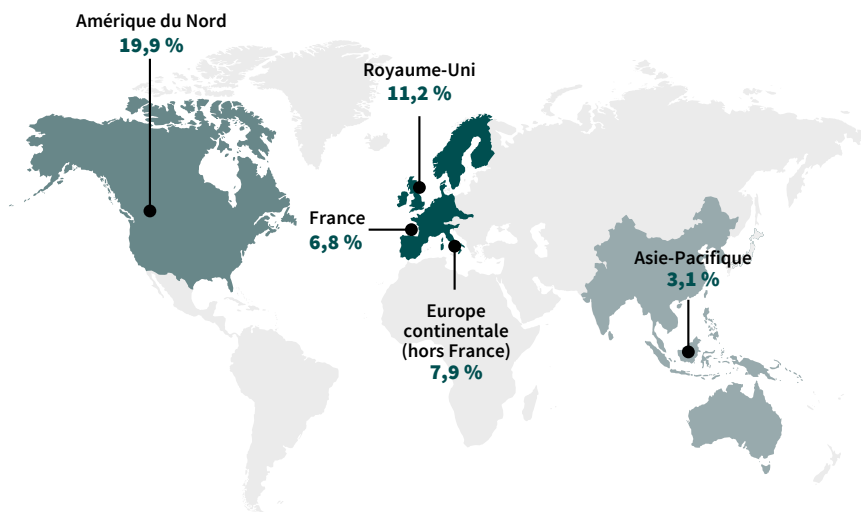 Amérique du Nord
19,9 %
Royaume-Uni
11,2 %
France
6,8 %
Asie-Pacifique
3,1 %
Europe
continentale
(hors France)
7,9 %